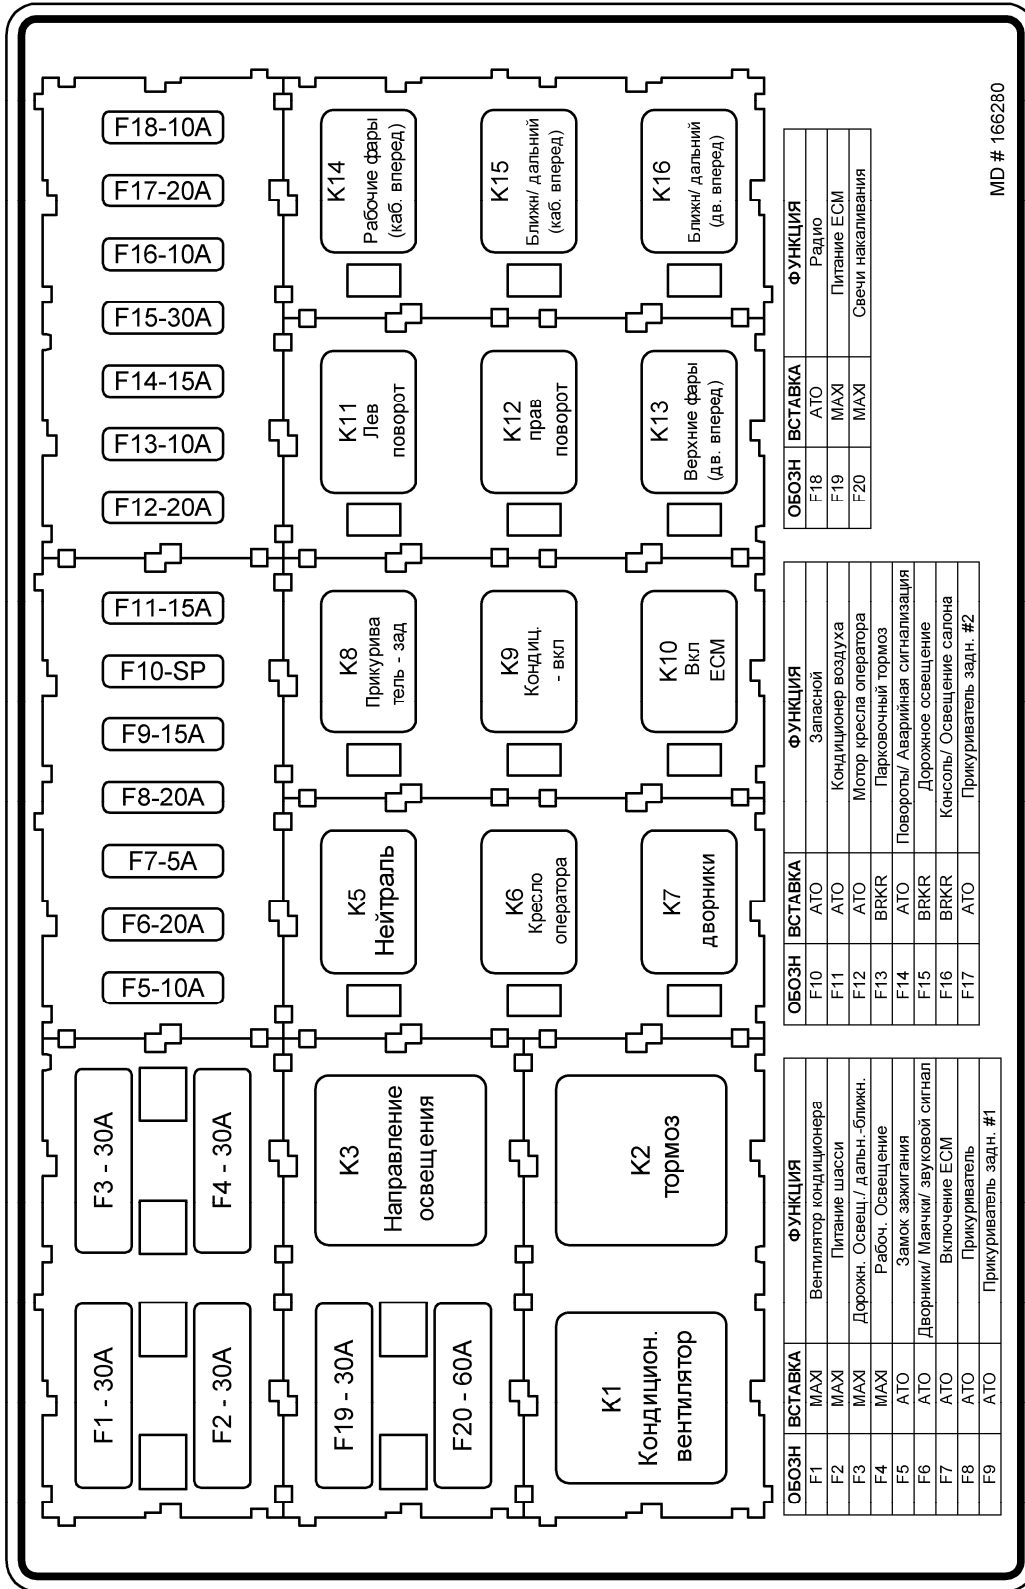 F1 - 30A
F2 - 30A
F3 - 30A
F4 - 30A
F5-10A
F6-20A
F7-5A
F8-20A
F9-15A
F10-SP
F11-15A
F12-20A
F13-10A
F14-15A
F15-30A
F16-10A
F17-20A
F18-10A
F19 - 30A
F20 - 60A
K3
Направление
освещения
K5
Нейтраль
K8
Прикурива
тель - зад
K11
Лев
поворот
K14
Рабочие фары
(каб. вперед)
K6
Кресло
оператора
K9
Кондиц.
- вкл
K12
прав
поворот
K15
Ближн/ дальний
(каб. вперед)
K1
Кондицион.
вентилятор
K2
тормоз
K7
дворники
K10
Вкл
ECM
K13
Верхние фары
(дв. вперед)
K16
Ближн/ дальний
(дв. вперед)
ОБОЗН ВСТАВКА ФУНКЦИЯ
F1 MAXI Вентилятор кондиционера
F2 MAXI Питание шасси
F3 MAXI Дорожн. Освещ./ дальн.-ближн.
F4 MAXI Рабоч. Освещение
F5 ATO Замок зажигания
F6 ATO Дворники/ Маячки/ звуковой сигнал
F7 ATO Включение ECM
F8 ATO Прикуриватель
F9 ATO Прикуриватель задн. #1
ОБОЗН ВСТАВКА ФУНКЦИЯ
F10 ATO Запасной
F11 ATO Кондиционер воздуха
F12 ATO Мотор кресла оператора
F13 BRKR Парковочный тормоз
F14 ATO Повороты/ Аварийная сигнализация
F15 BRKR Дорожное освещение
F16 BRKR Консоль/ Освещение салона
F17 ATO Прикуриватель задн. #2
ОБОЗН ВСТАВКА ФУНКЦИЯ
F18 ATO Радио
F19 MAXI Питание ECM
F20 MAXI Свечи накаливания
MD # 166280